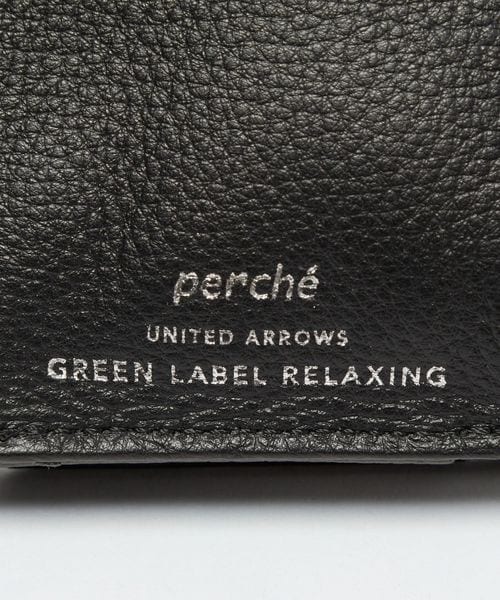 perché
UNITED ARROWS
GREEN LABEL RELAXING